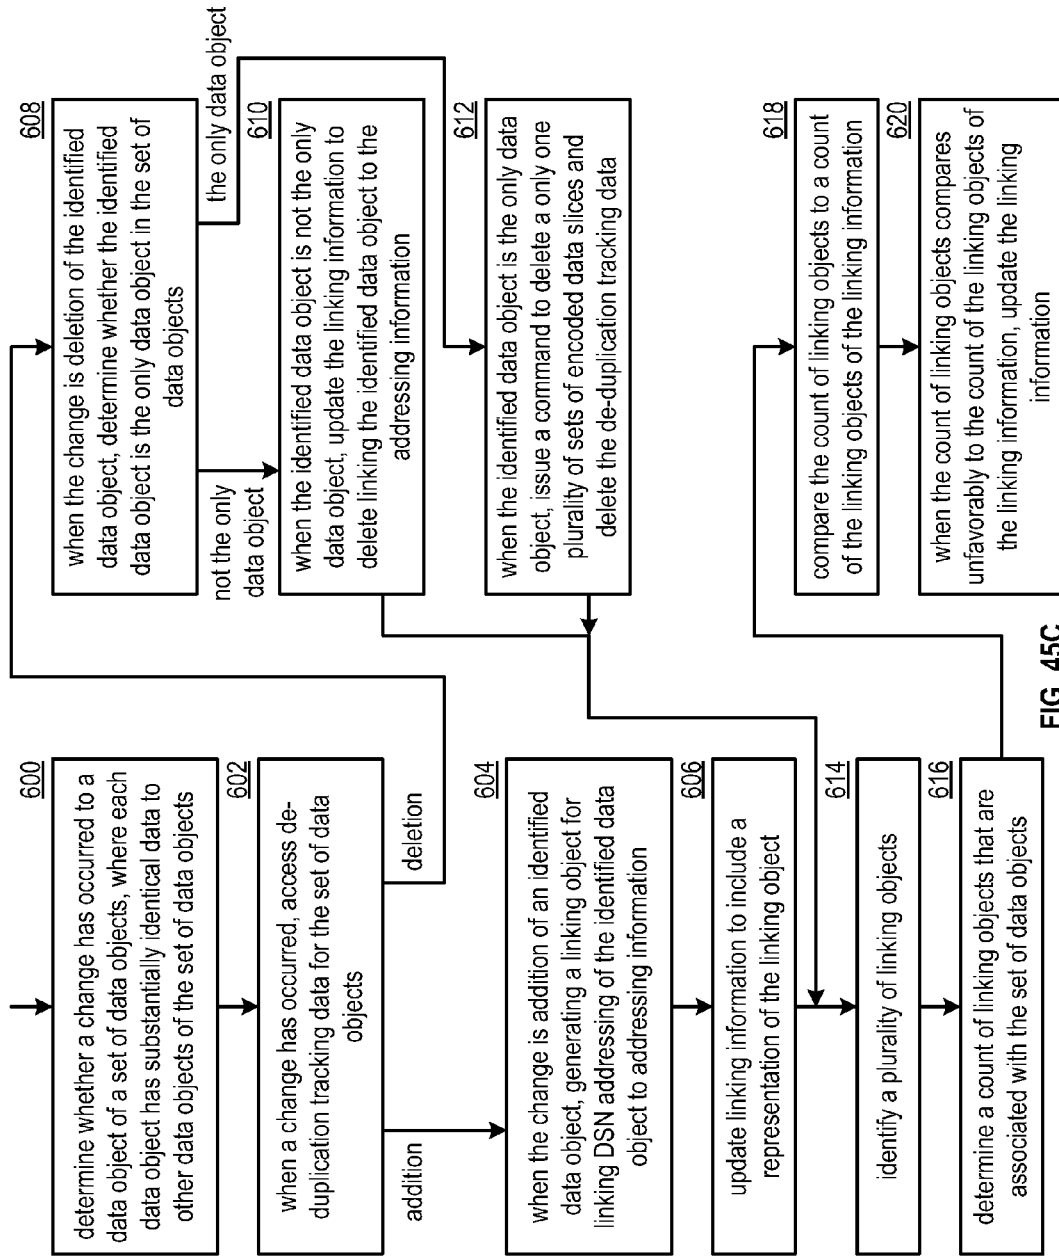 600
determine whether a change has occurred to a
data object of a set of data objects, where each
data object has substantially identical data to
other data objects of the set of data objects
602
when a change has occurred, access de-
duplication tracking data for the set of data
objects
addition
deletion
604
when the change is addition of an identified
data object, generating a linking object for
linking DSN addressing of the identified data
object to addressing information
606
update linking information to include a
representation of the linking object
614
identify a plurality of linking objects
616
determine a count of linking objects that are
associated with the set of data objects
608
when the change is deletion of the identified
data object, determine whether the identified
data object is the only data object in the set of
data objects
not the only
data object
the only data object
610
when the identified data object is not the only
data object, update the linking information to
delete linking the identified data object to the
addressing information
612
when the identified data object is the only data
object, issue a command to delete a only one
plurality of sets of encoded data slices and
delete the de-duplication tracking data
618
compare the count of linking objects to a count
of the linking objects of the linking information
620
when the count of linking objects compares
unfavorably to the count of the linking objects of
the linking information, update the linking
information
FIG. 45C